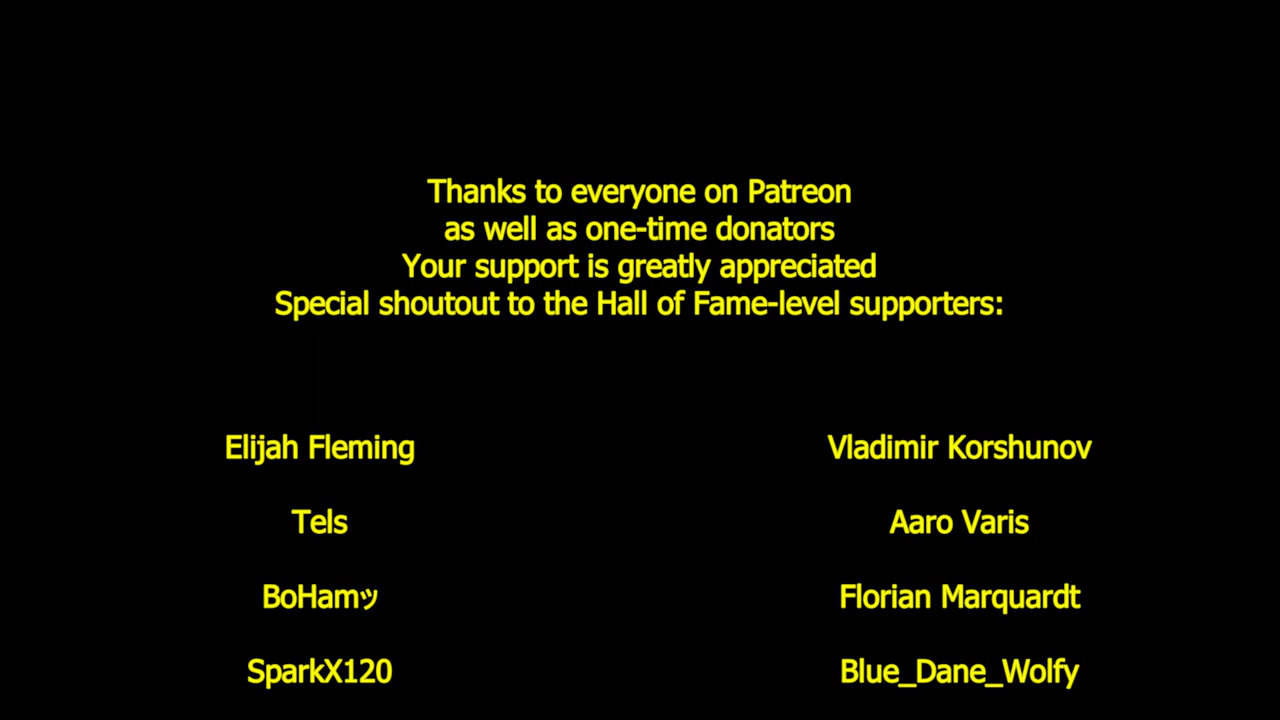 Thanks to everyone on Patreon
as well as one-time donators
Your support is greatly appreciated
Special shoutout to the Hall of Fame-level supporters:
Elijah Fleming
Vladimir Korshunov
Tels
Aaro Varis
BoHamッ
Florian Marquardt
SparkX120
Blue_Dane_Wolfy